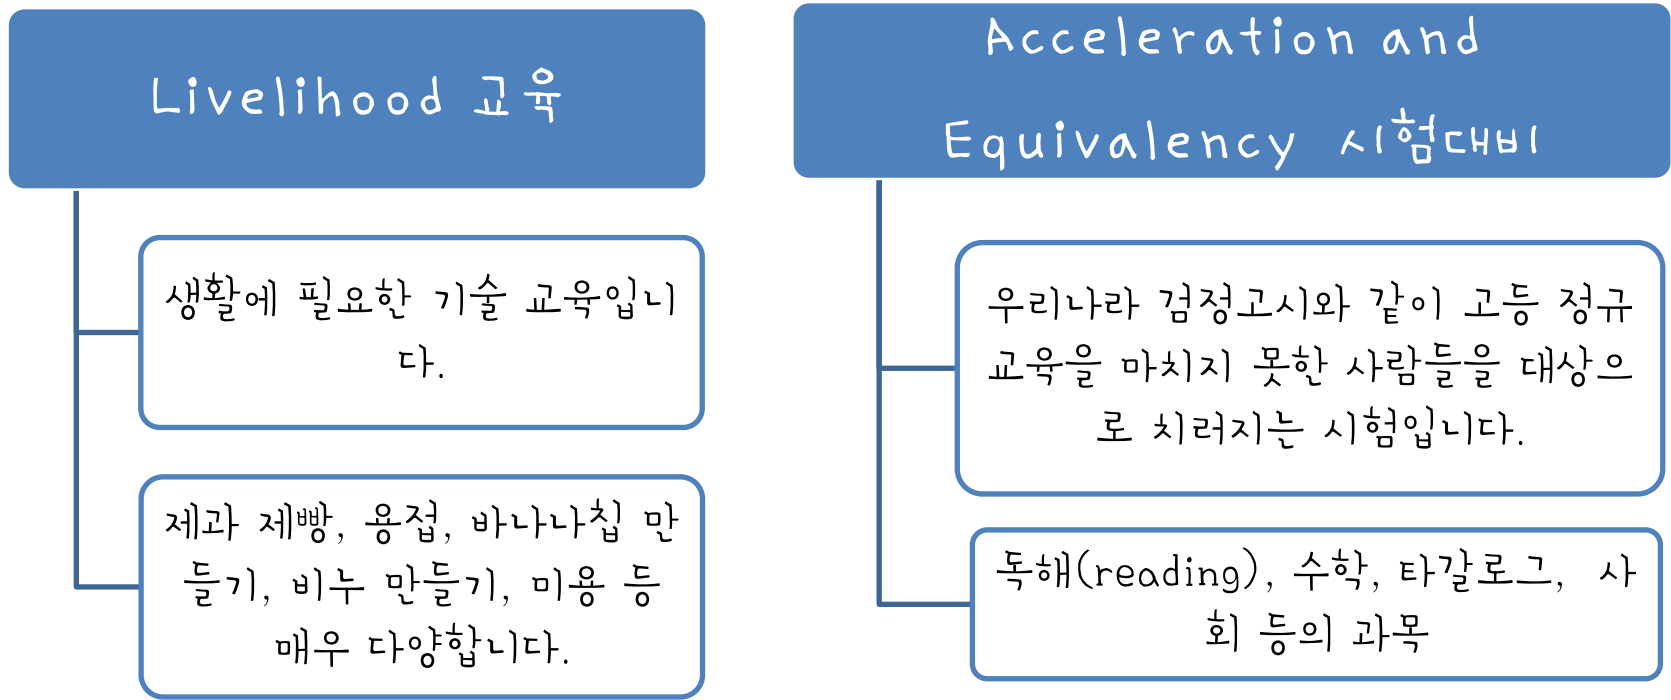 Livelihood 교육
생활에 필요한 기술 교육입니
다.
제과 제빵, 용접, 바나나칩 만
들기, 비누 만들기, 미용 등
매우 다양합니다.
Acceleration and
Equivalency 시험대비
우리나라 검정고시와 같이 고등 정규
교육을 마치지 못한 사람들을 대상으
로 치러지는 시험입니다.
독해(reading), 수학, 타갈로그, 사
회 등의 과목